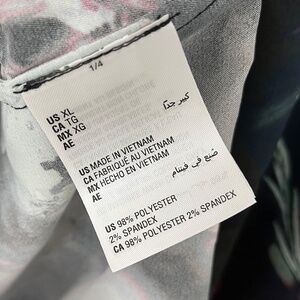 1/4
US XL
CA TG
MX XG
AE كبير جدًا
US MADE IN VIETNAM
CA FABRIQUÉ AU VIETNAM
MX HECHO EN VIETNAM
AE صنع في فيتنام
US 98% POLYESTER
2% SPANDEX
CA 98% POLYESTER 2% SPANDEX